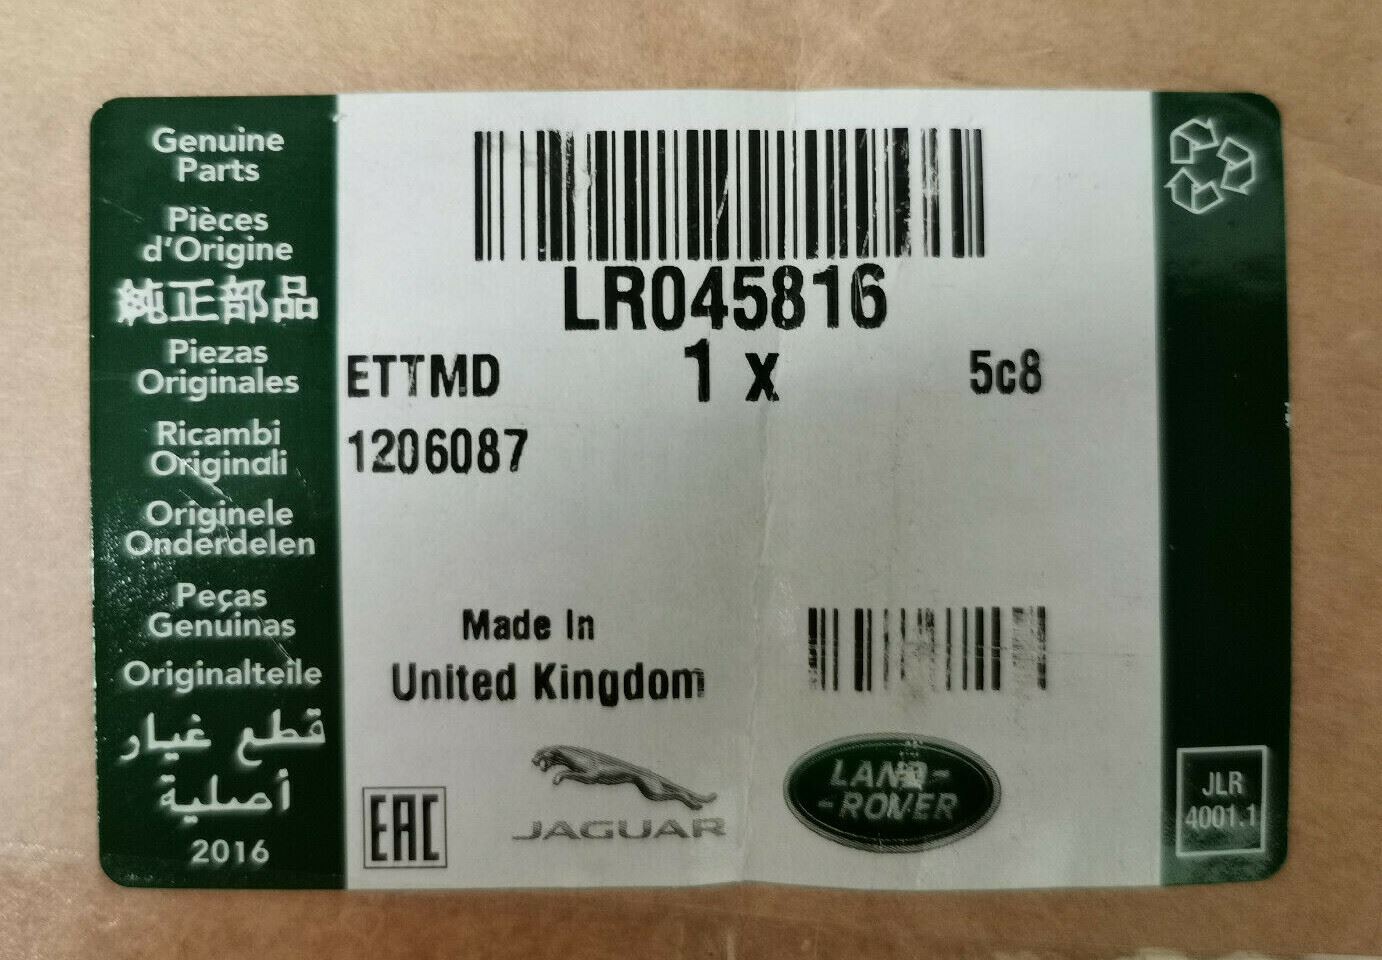 Genuine
Parts
Pièces
d'Origine
純正部品
Piezas
Originales
Ricambi
Originali
Originele
Onderdelen
Peças
Genuínas
Originalteile
قطع غيار
أصلية
2016
LR045816
ETTMD 1 x 5c8
1206087
Made In
United Kingdom
EAC
JAGUAR
LAND-
-ROVER
JLR
4001.1